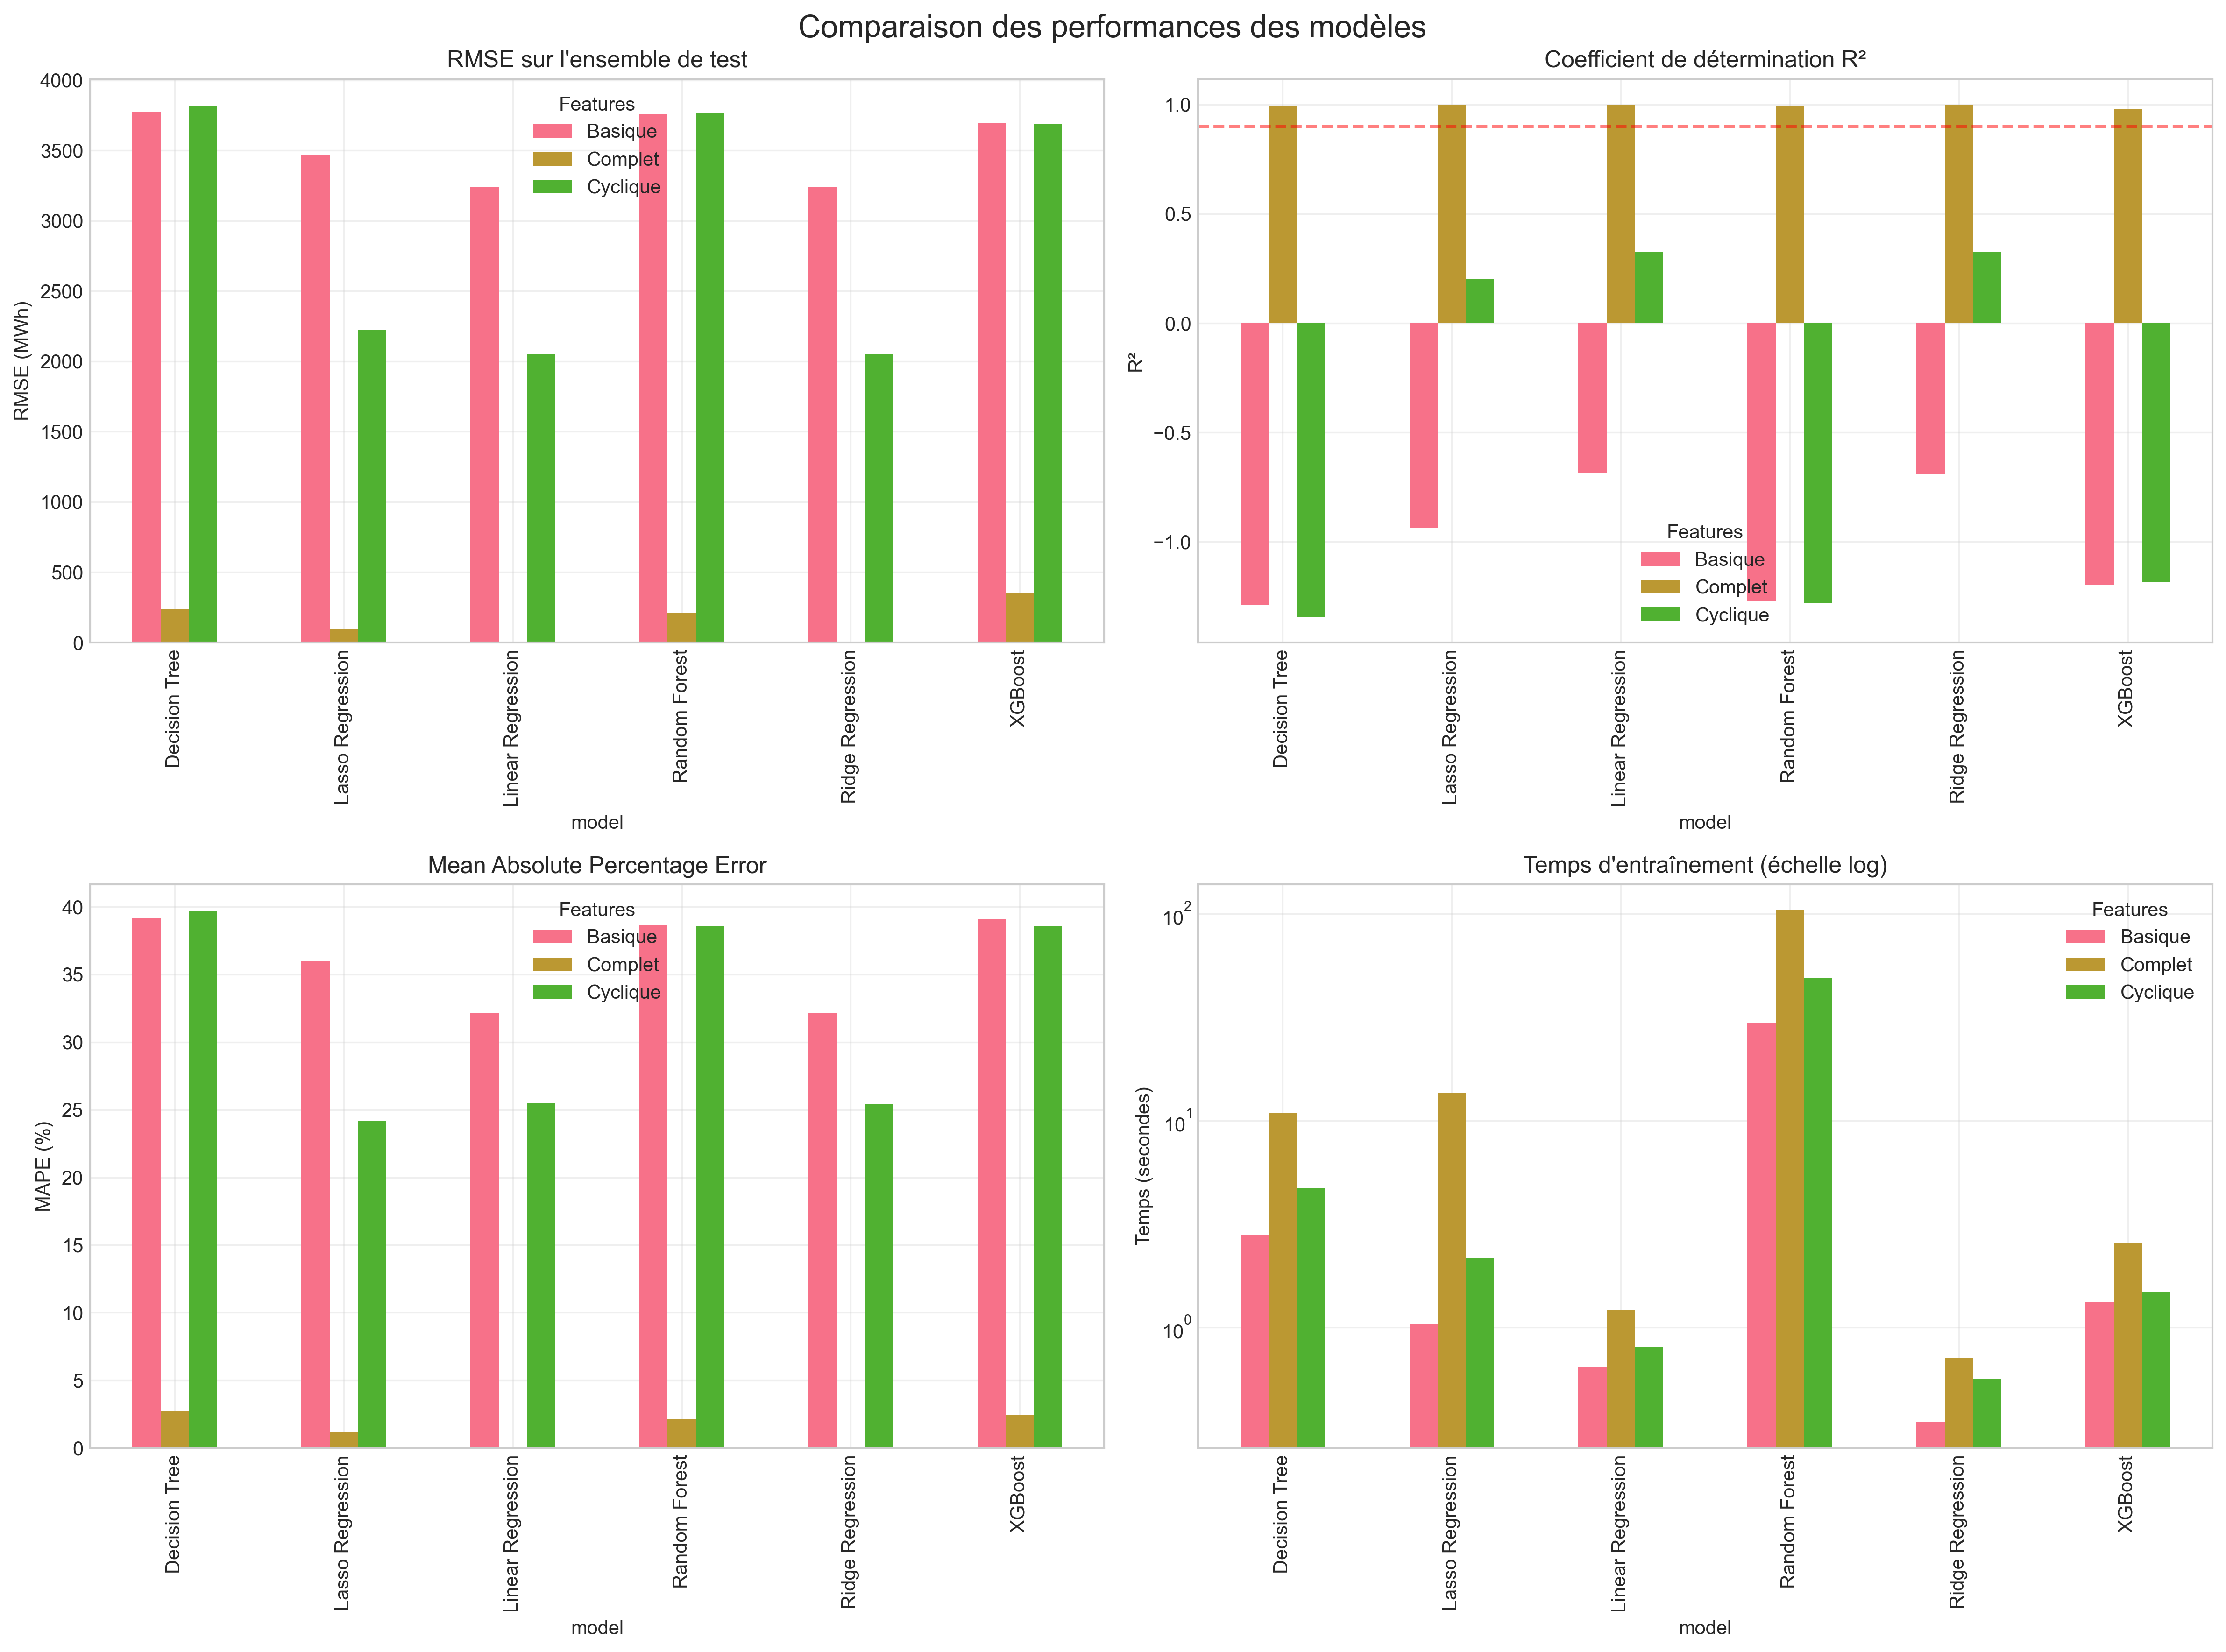 Comparaison des performances des modèles
RMSE sur l'ensemble de test
RMSE (MWh)
4000
3500
3000
2500
2000
1500
1000
500
0
Features
Basique
Complet
Cyclique
Decision Tree
Lasso Regression
Linear Regression
Random Forest
Ridge Regression
XGBoost
model
Coefficient de détermination R²
R²
1.0
0.5
0.0
−0.5
−1.0
Features
Basique
Complet
Cyclique
Decision Tree
Lasso Regression
Linear Regression
Random Forest
Ridge Regression
XGBoost
model
Mean Absolute Percentage Error
MAPE (%)
40
35
30
25
20
15
10
5
0
Features
Basique
Complet
Cyclique
Decision Tree
Lasso Regression
Linear Regression
Random Forest
Ridge Regression
XGBoost
model
Temps d'entraînement (échelle log)
Temps (secondes)
10²
10¹
10⁰
Features
Basique
Complet
Cyclique
Decision Tree
Lasso Regression
Linear Regression
Random Forest
Ridge Regression
XGBoost
model